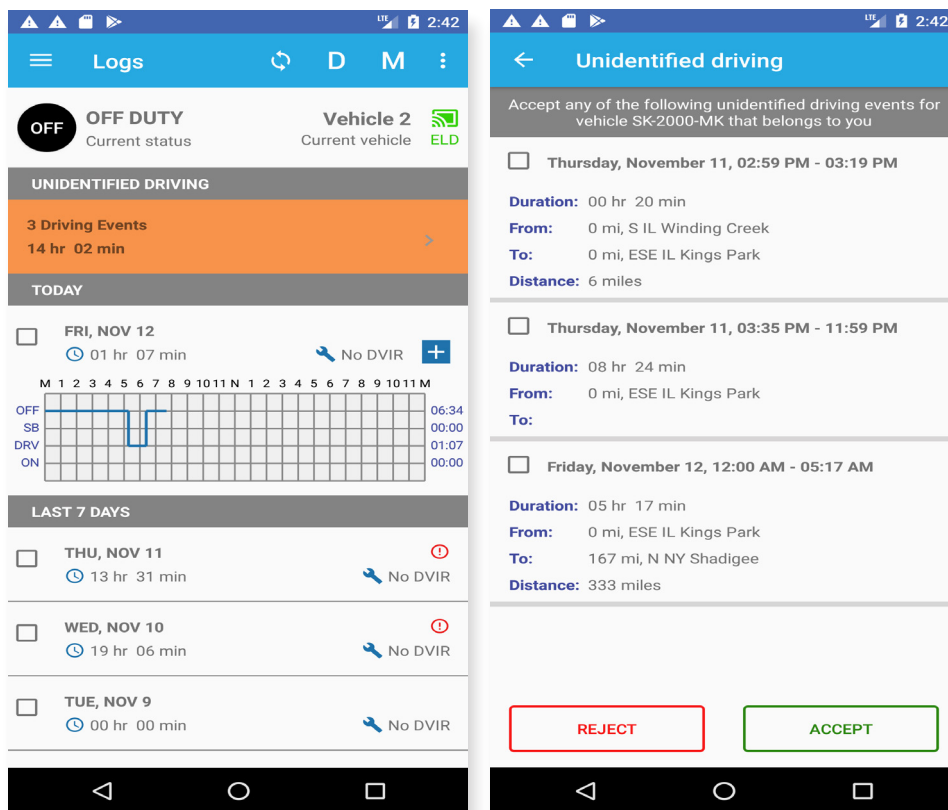 LTE 2:42
Logs D M
OFF
OFF DUTY
Current status
Vehicle 2
Current vehicle
ELD
UNIDENTIFIED DRIVING
3 Driving Events
14 hr 02 min
TODAY
FRI, NOV 12
01 hr 07 min
No DVIR
M 1 2 3 4 5 6 7 8 9 10 11 N 1 2 3 4 5 6 7 8 9 10 11 M
OFF 06:34
SB 00:00
DRV 01:07
ON 00:00
LAST 7 DAYS
THU, NOV 11
13 hr 31 min
No DVIR
WED, NOV 10
19 hr 06 min
No DVIR
TUE, NOV 9
00 hr 00 min
No DVIR
LTE 2:42
Unidentified driving
Accept any of the following unidentified driving events for
vehicle SK-2000-MK that belongs to you
Thursday, November 11, 02:59 PM - 03:19 PM
Duration: 00 hr 20 min
From: 0 mi, S IL Winding Creek
To: 0 mi, ESE IL Kings Park
Distance: 6 miles
Thursday, November 11, 03:35 PM - 11:59 PM
Duration: 08 hr 24 min
From: 0 mi, ESE IL Kings Park
To:
Friday, November 12, 12:00 AM - 05:17 AM
Duration: 05 hr 17 min
From: 0 mi, ESE IL Kings Park
To: 167 mi, N NY Shadigee
Distance: 333 miles
REJECT
ACCEPT